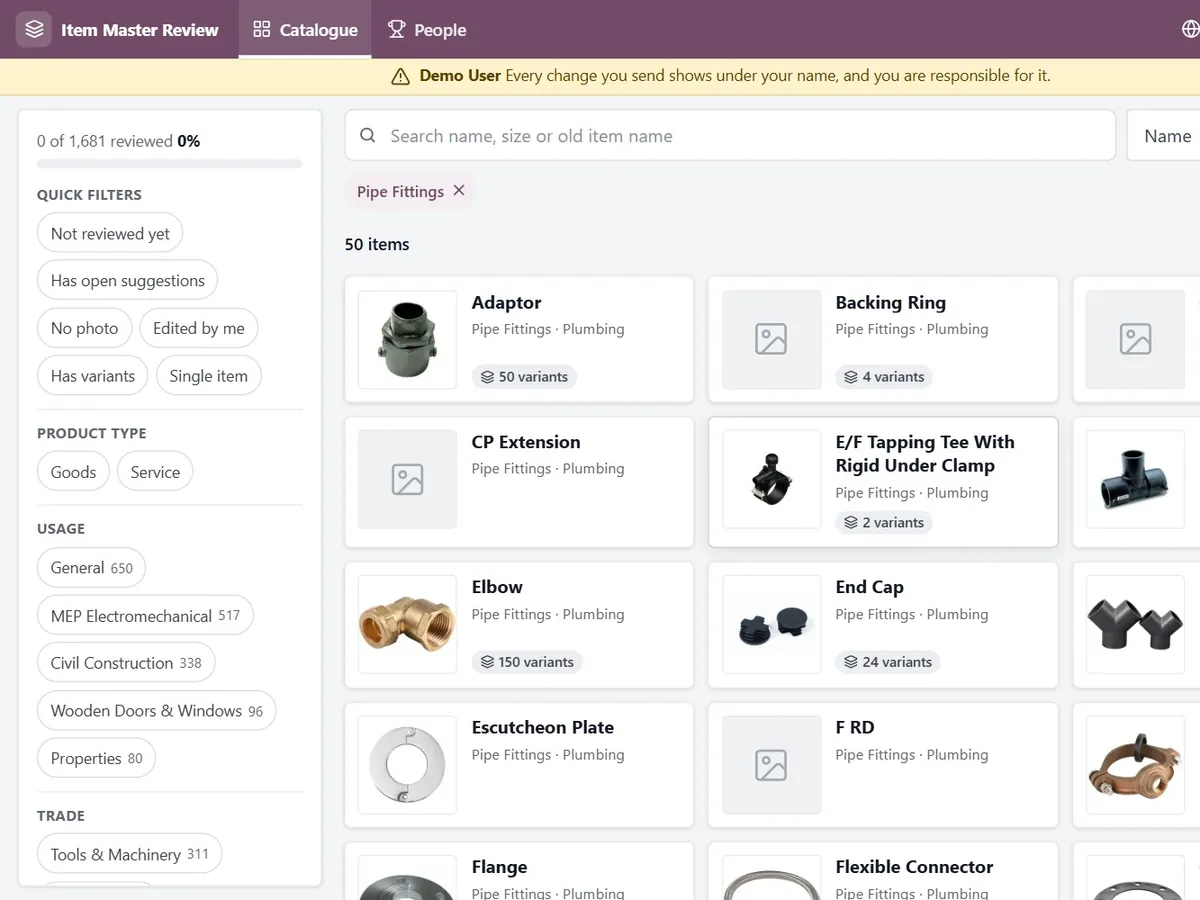 Item Master Review
Catalogue
People
Demo User Every change you send shows under your name, and you are responsible for it.
0 of 1,681 reviewed 0%
QUICK FILTERS
Not reviewed yet
Has open suggestions
No photo
Edited by me
Has variants
Single item
PRODUCT TYPE
Goods
Service
USAGE
General 650
MEP Electromechanical 517
Civil Construction 338
Wooden Doors & Windows 96
Properties 80
TRADE
Tools & Machinery 311
Search name, size or old item name
Name
Pipe Fittings
50 items
Adaptor
Pipe Fittings · Plumbing
50 variants
Backing Ring
Pipe Fittings · Plumbing
4 variants
CP Extension
Pipe Fittings · Plumbing
E/F Tapping Tee With
Rigid Under Clamp
Pipe Fittings · Plumbing
2 variants
Elbow
Pipe Fittings · Plumbing
150 variants
End Cap
Pipe Fittings · Plumbing
24 variants
Escutcheon Plate
Pipe Fittings · Plumbing
F RD
Pipe Fittings · Plumbing
Flange
Pipe Fittings · Plumbing
Flexible Connector
Pipe Fittings · Plumbing